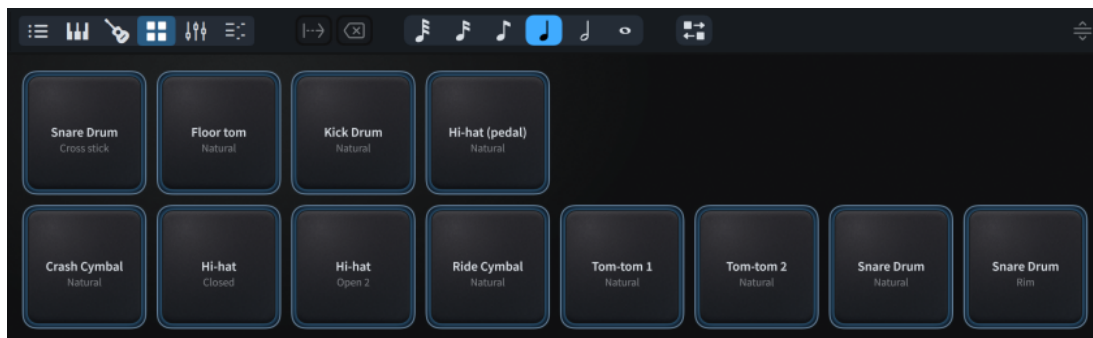 Snare Drum
Cross stick
Floor tom
Natural
Kick Drum
Natural
Hi-hat (pedal)
Natural
Crash Cymbal
Natural
Hi-hat
Closed
Hi-hat
Open 2
Ride Cymbal
Natural
Tom-tom 1
Natural
Tom-tom 2
Natural
Snare Drum
Natural
Snare Drum
Rim